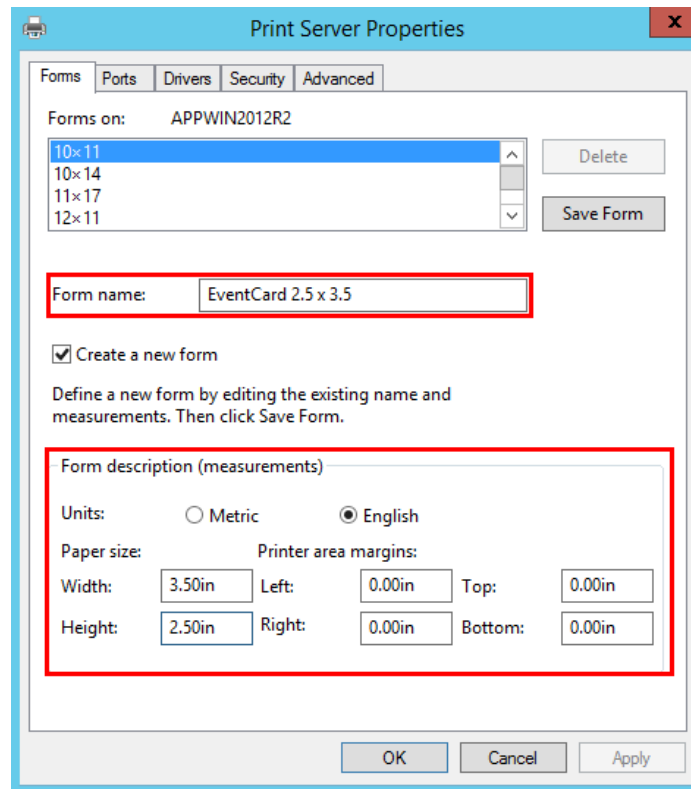 Print Server Properties
x
Forms Ports Drivers Security Advanced
Forms on: APPWIN2012R2
10×11
10×14
11×17
12×11
Delete
Save Form
Form name: EventCard 2.5 x 3.5
Create a new form
Define a new form by editing the existing name and
measurements. Then click Save Form.
Form description (measurements)
Units: Metric English
Paper size: Printer area margins:
Width: 3.50in Left: 0.00in Top: 0.00in
Height: 2.50in Right: 0.00in Bottom: 0.00in
OK Cancel Apply